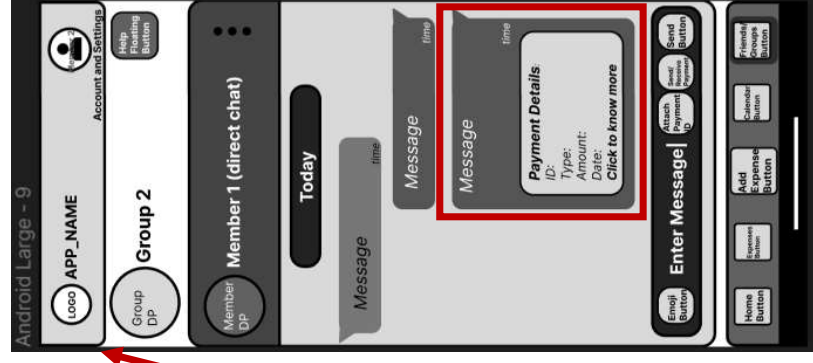 Android Large - 9
LOGO
APP_NAME
Account and Settings
Group
DP
Group 2
Help
Floating
Button
Member
DP
Member 1 (direct chat)
Today
Message
time
Message
time
Message
time
Payment Details:
ID:
Type:
Amount:
Date:
Click to know more
Emoji
Button
Enter Message|
Attach
Payment
ID
Send/
Receive
Payment
Send
Button
Home
Button
Expenses
Button
Add
Expense
Button
Calendar
Button
Friends/
Groups
Button